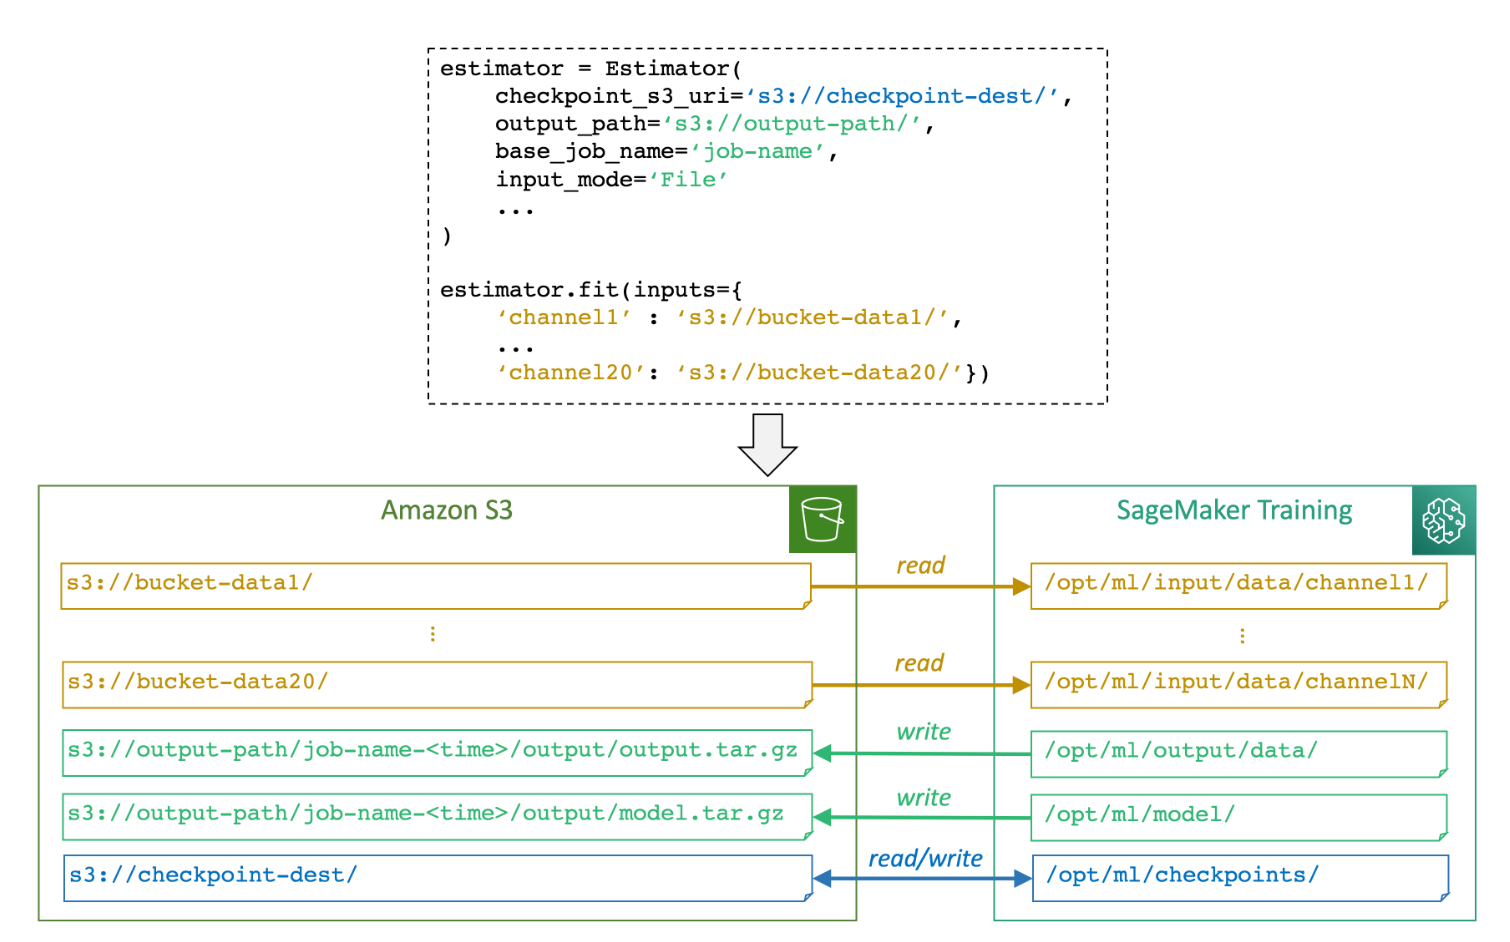 estimator = Estimator(
checkpoint_s3_uri=‘s3://checkpoint-dest/’,
output_path=‘s3://output-path/’,
base_job_name=‘job-name’,
input_mode=‘File’
...
)
estimator.fit(inputs={
‘channel1’ : ‘s3://bucket-data1/’,
...
‘channel20’: ‘s3://bucket-data20/’})
Amazon S3
SageMaker Training
s3://bucket-data1/
read
/opt/ml/input/data/channel1/
⋮
⋮
s3://bucket-data20/
read
/opt/ml/input/data/channelN/
s3://output-path/job-name-<time>/output/output.tar.gz
write
/opt/ml/output/data/
s3://output-path/job-name-<time>/output/model.tar.gz
write
/opt/ml/model/
s3://checkpoint-dest/
read/write
/opt/ml/checkpoints/